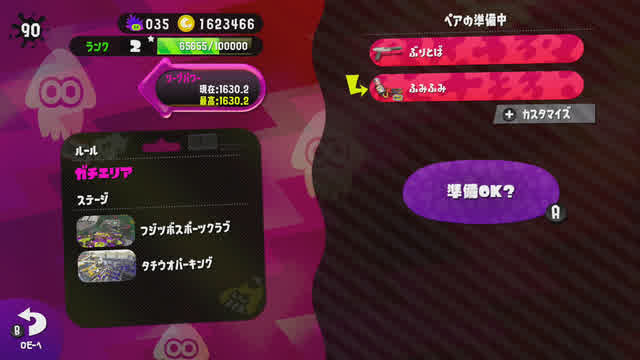 90
035
1623466
ランク 2 65655/100000
リーグパワー
現在:1630.2
最高:1630.2
ルール
ガチエリア
ステージ
フジツボスポーツクラブ
タチウオパーキング
B
ロビーへ
ペアの準備中
ぷりとぱ
ふみふみ
カスタマイズ
準備OK?
A